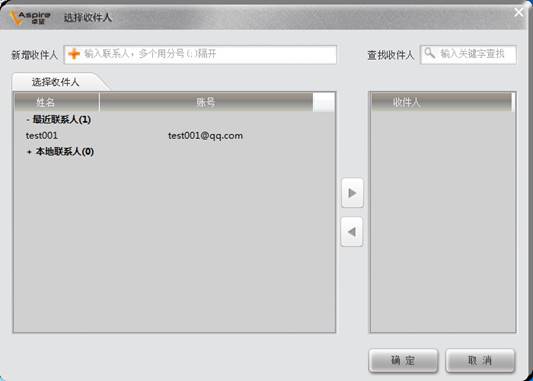 Aspire 卓望 选择收件人
新增收件人 输入联系人，多个用分号(;)隔开 查找收件人 输入关键字查找
选择收件人
姓名 账号 收件人
- 最近联系人(1)
test001 test001@qq.com
+ 本地联系人(0)
确 定 取 消